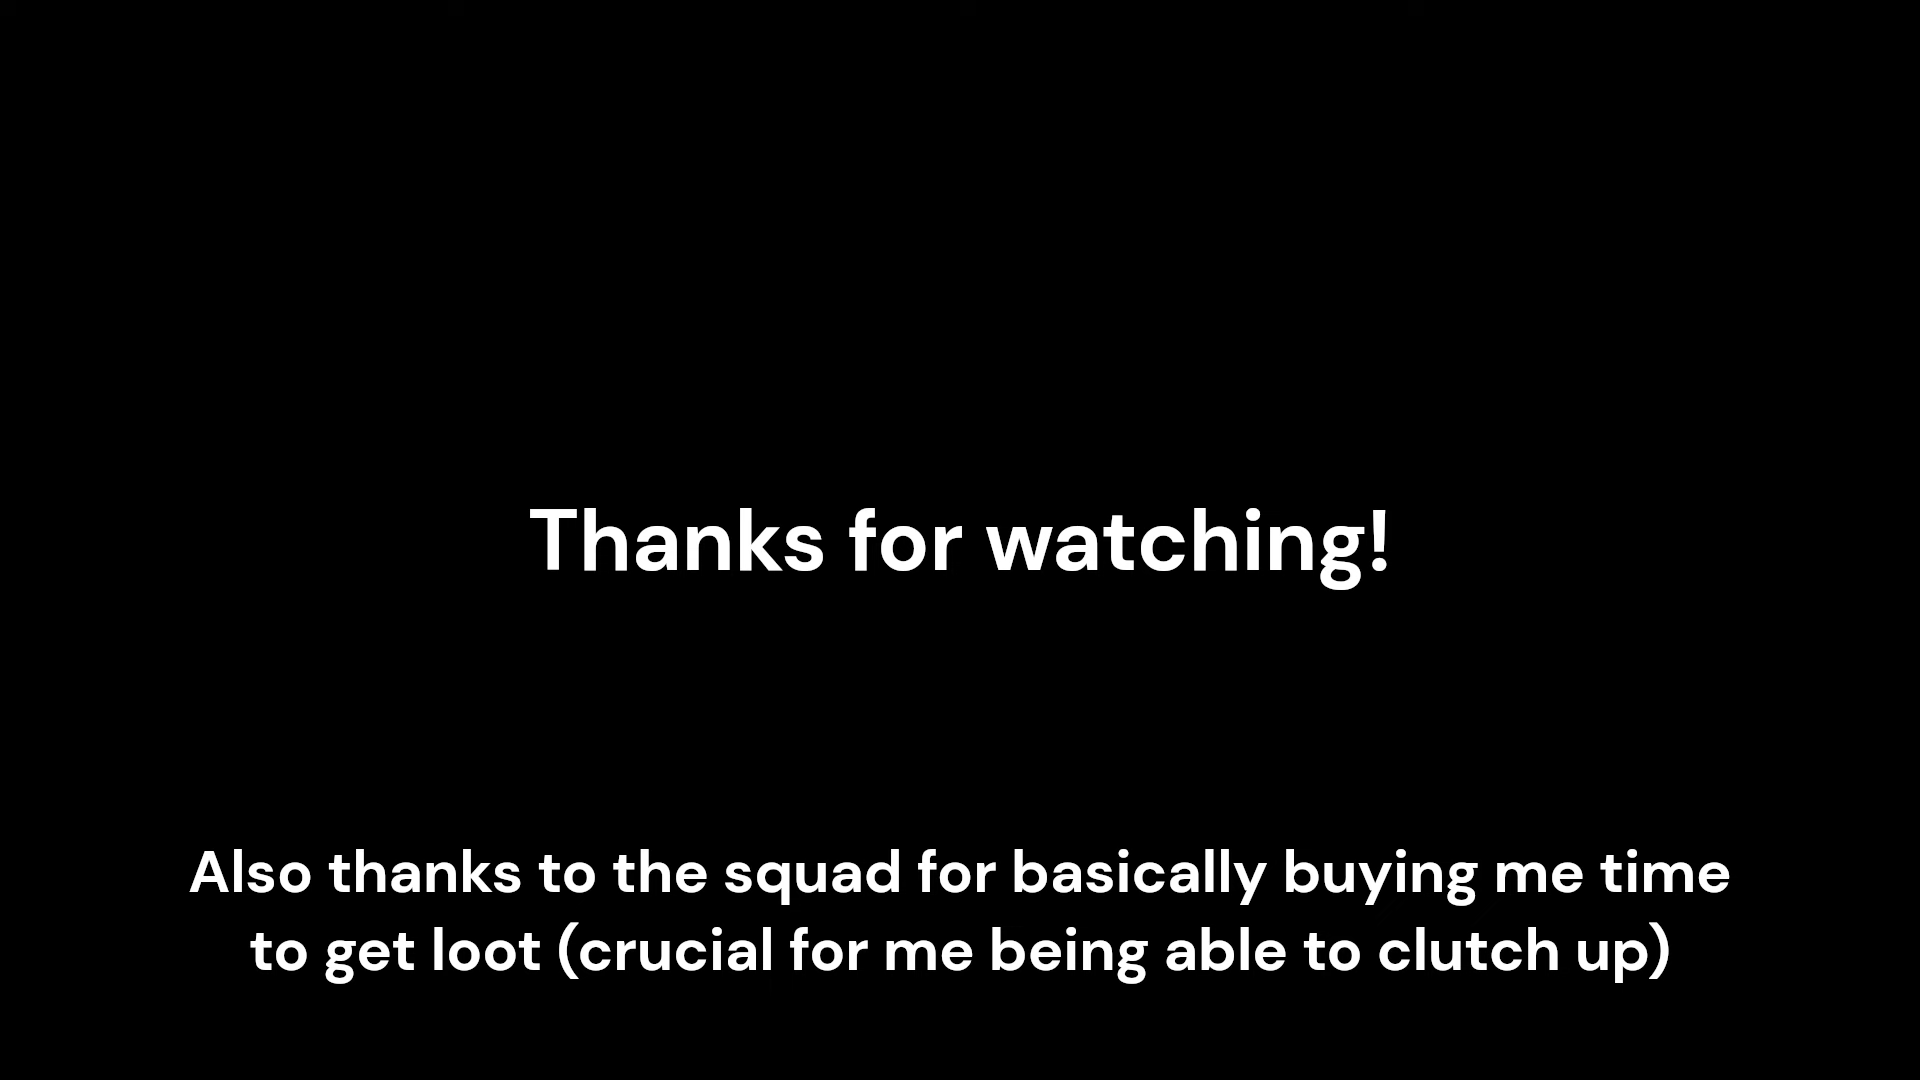 Thanks for watching!
Also thanks to the squad for basically buying me time
to get loot (crucial for me being able to clutch up)